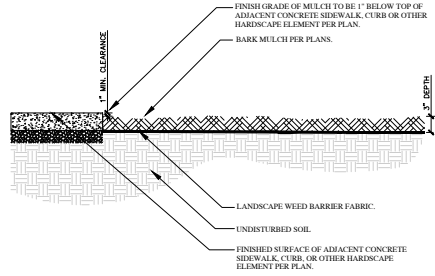 FINISH GRADE OF MULCH TO BE 1" BELOW TOP OF
ADJACENT CONCRETE SIDEWALK, CURB OR OTHER
HARDSCAPE ELEMENT PER PLAN.
BARK MULCH PER PLANS.
1" MIN. CLEARANCE
3" DEPTH
LANDSCAPE WEED BARRIER FABRIC.
UNDISTURBED SOIL
FINISHED SURFACE OF ADJACENT CONCRETE
SIDEWALK, CURB, OR OTHER HARDSCAPE
ELEMENT PER PLAN.